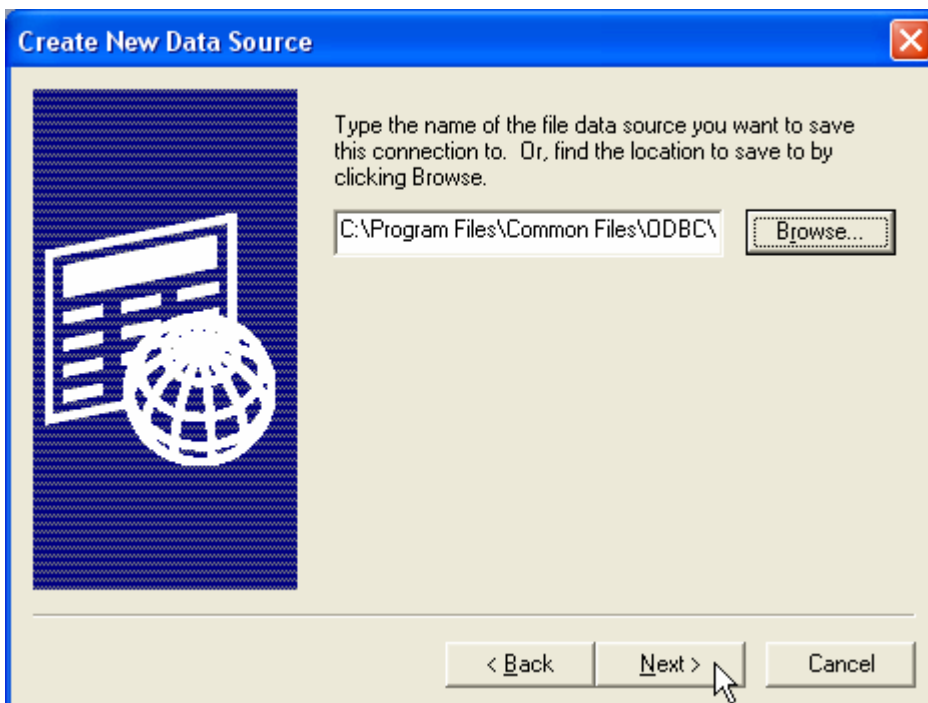 Create New Data Source
Type the name of the file data source you want to save
this connection to. Or, find the location to save to by
clicking Browse.
C:\Program Files\Common Files\ODBC\
Browse...
< Back
Next >
Cancel